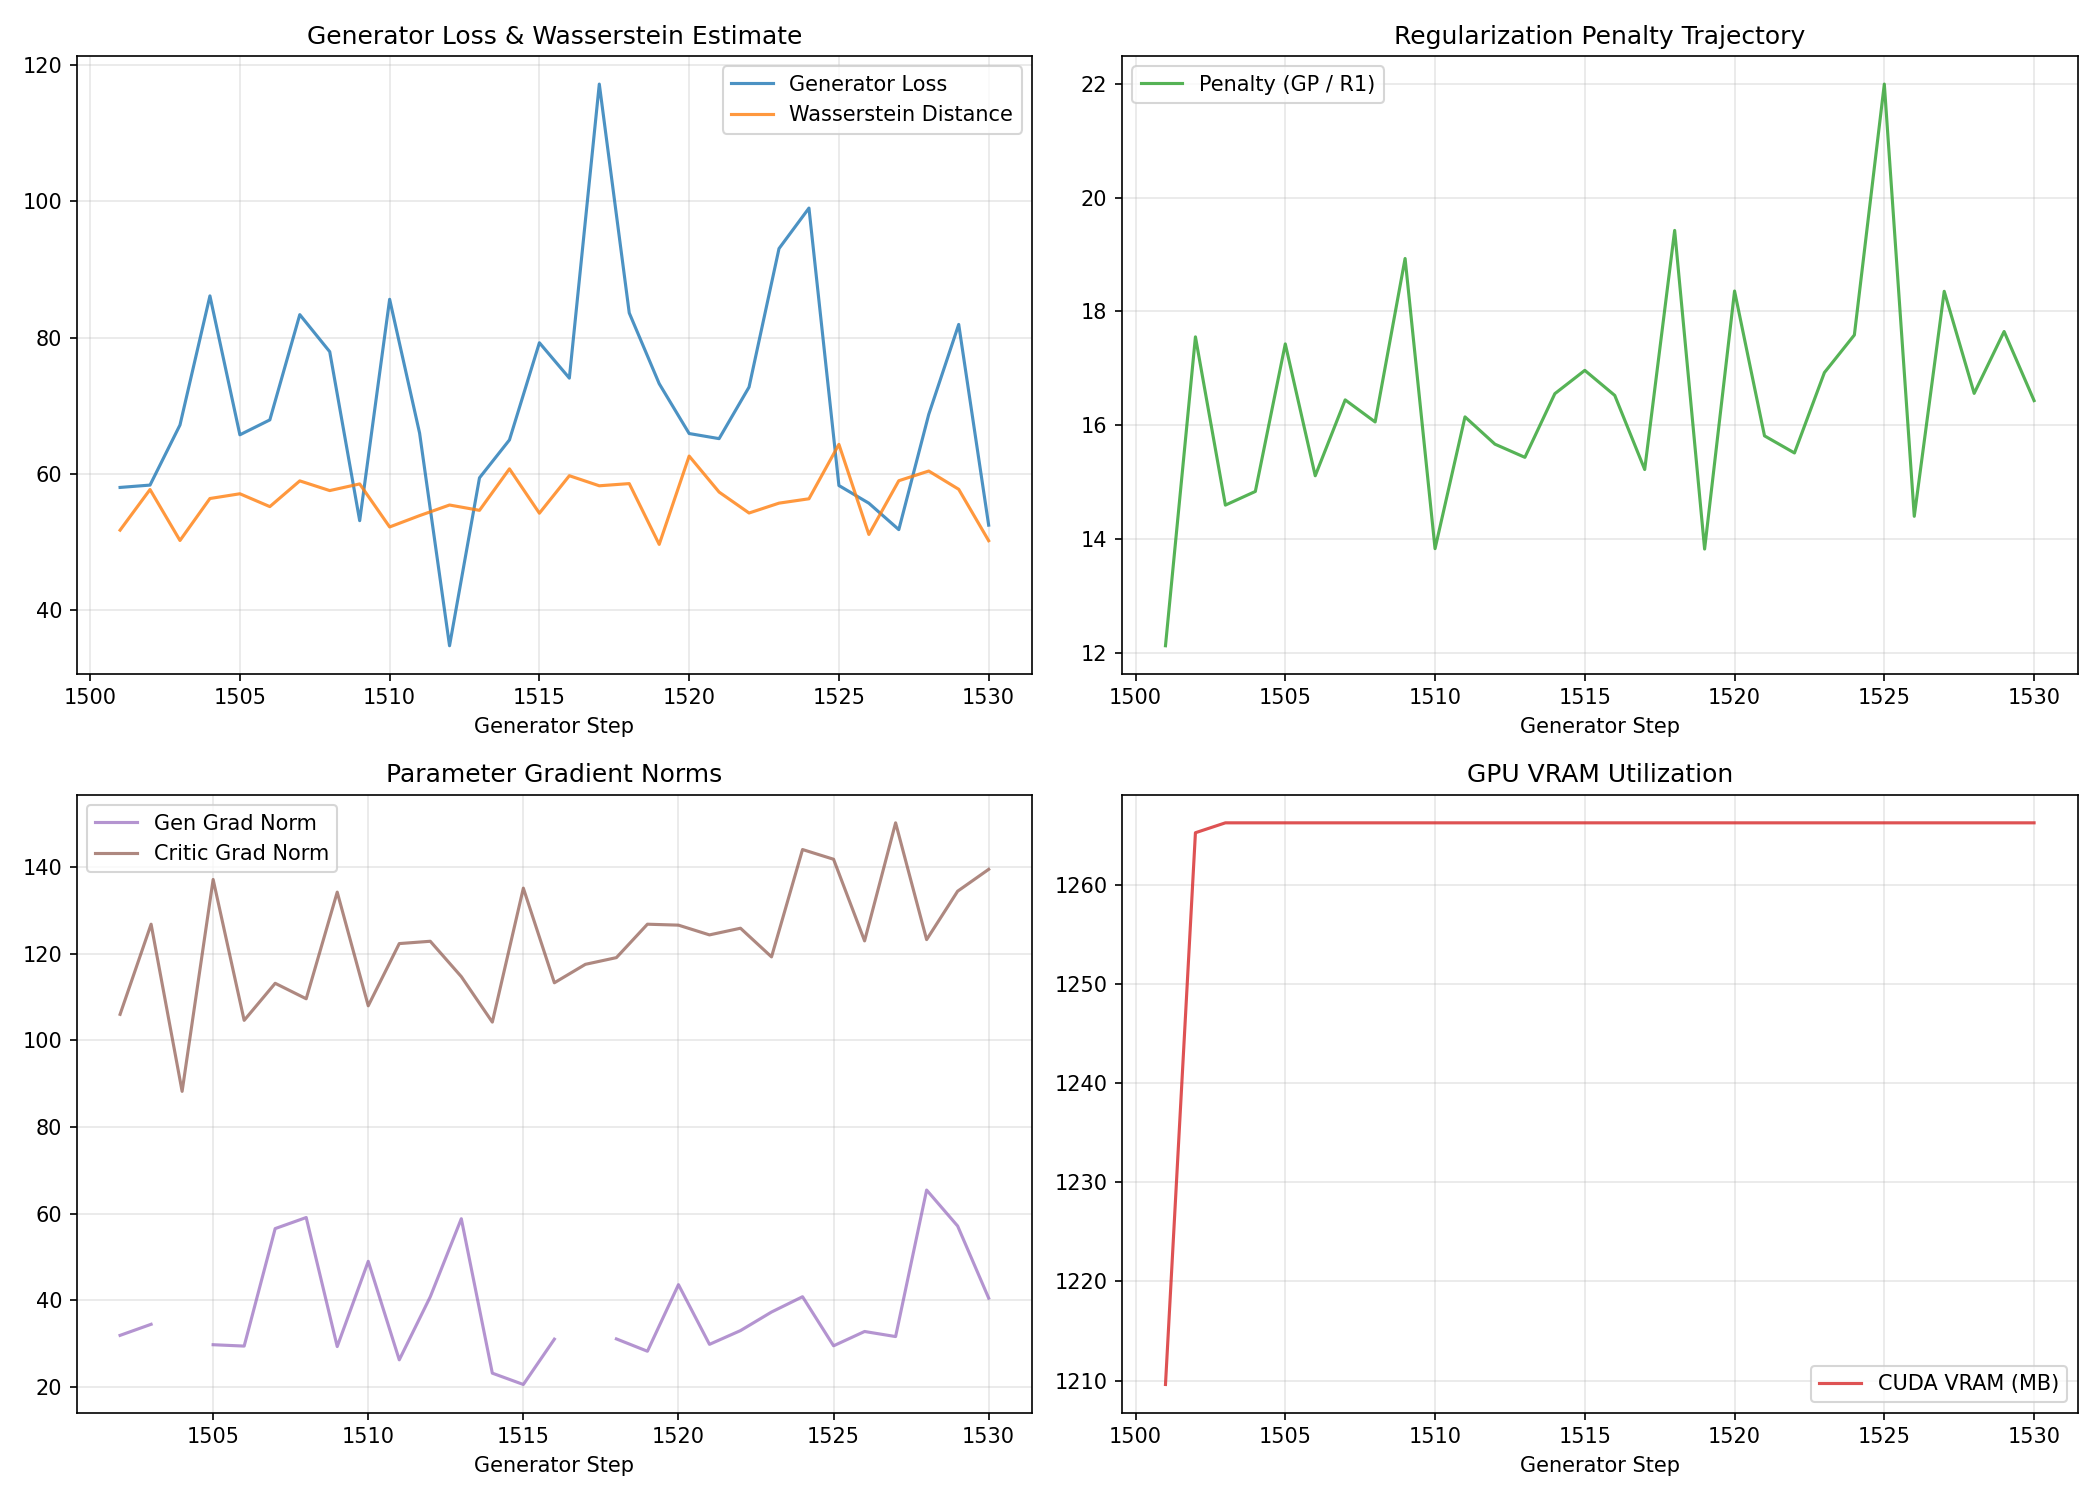 Generator Loss & Wasserstein Estimate
120
100
80
60
40
Generator Loss
Wasserstein Distance
1500 1505 1510 1515 1520 1525 1530
Generator Step
Regularization Penalty Trajectory
22
20
18
16
14
12
Penalty (GP / R1)
1500 1505 1510 1515 1520 1525 1530
Generator Step
Parameter Gradient Norms
140
120
100
80
60
40
20
Gen Grad Norm
Critic Grad Norm
1505 1510 1515 1520 1525 1530
Generator Step
GPU VRAM Utilization
1260
1250
1240
1230
1220
1210
CUDA VRAM (MB)
1500 1505 1510 1515 1520 1525 1530
Generator Step